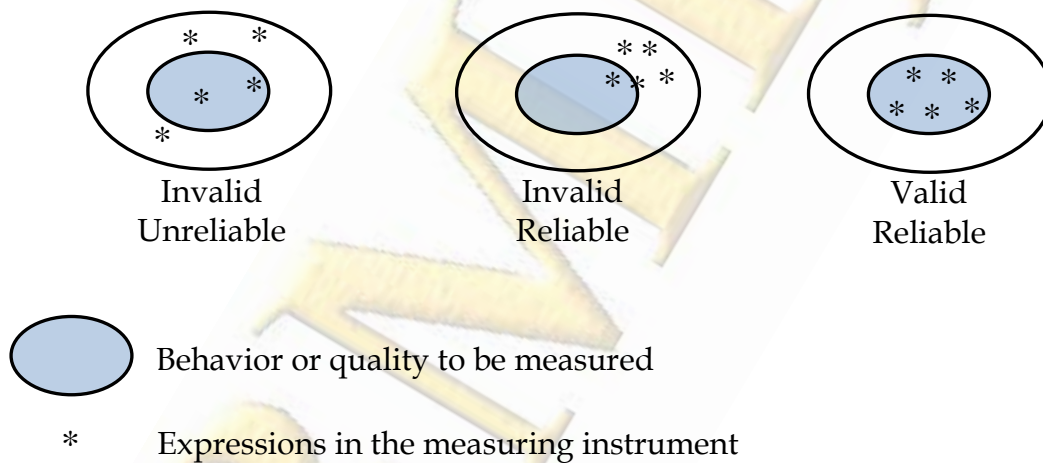 Invalid
Unreliable
Invalid
Reliable
Valid
Reliable
Behavior or quality to be measured
* Expressions in the measuring instrument